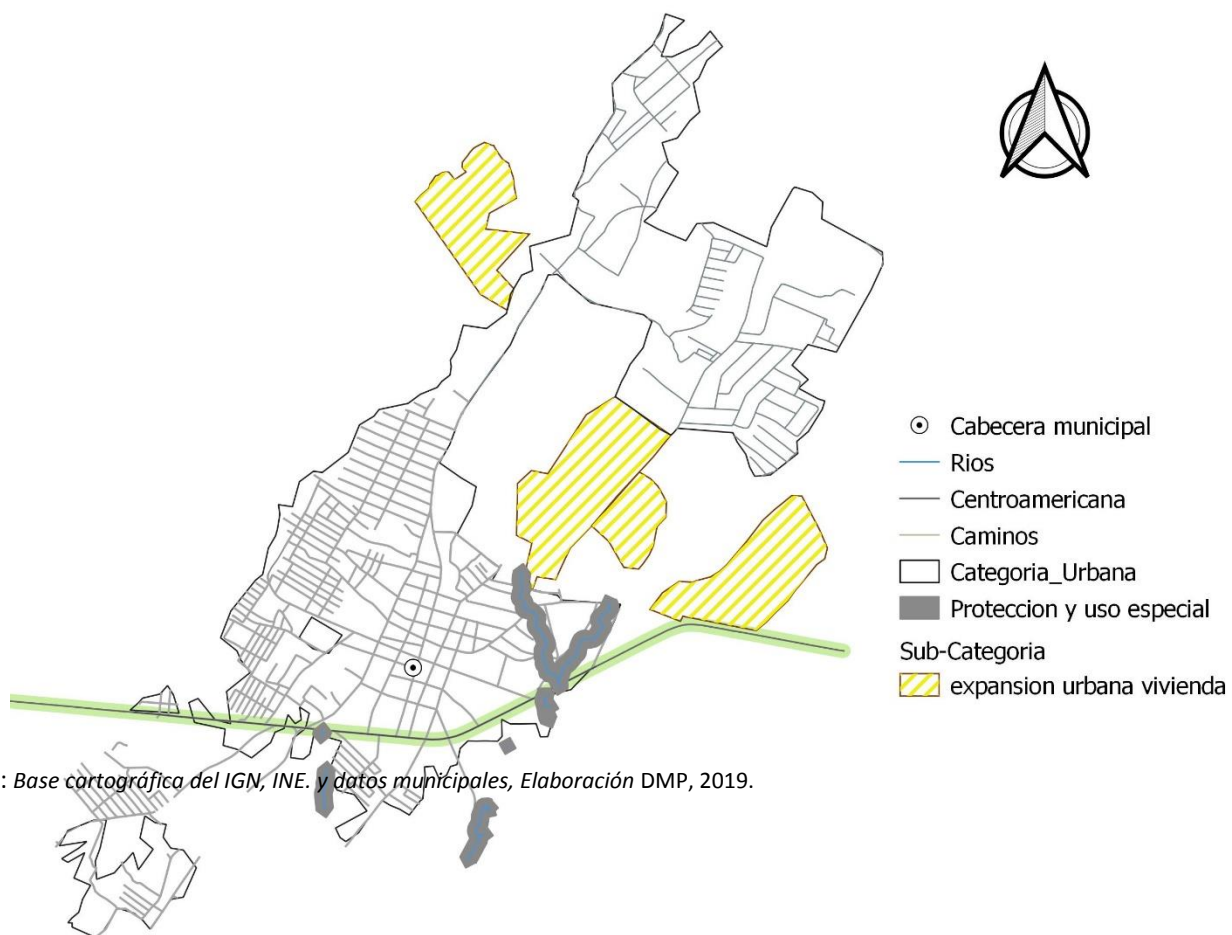 Cabecera municipal
Rios
Centroamericana
Caminos
Categoria_Urbana
Proteccion y uso especial
Sub-Categoria
expansion urbana vivienda
: Base cartográfica del IGN, INE. y datos municipales, Elaboración DMP, 2019.